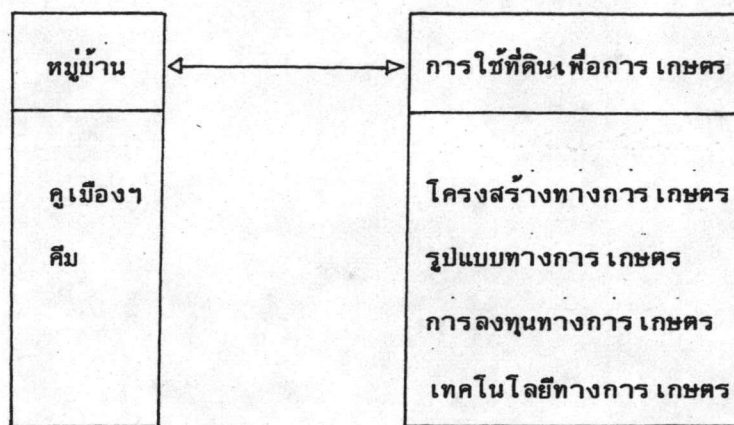 หมู่บ้าน
การใช้ที่ดินเพื่อการเกษตร
คูเมืองฯ
คีม
โครงสร้างทางการเกษตร
รูปแบบทางการเกษตร
การลงทุนทางการเกษตร
เทคโนโลยีทางการเกษตร